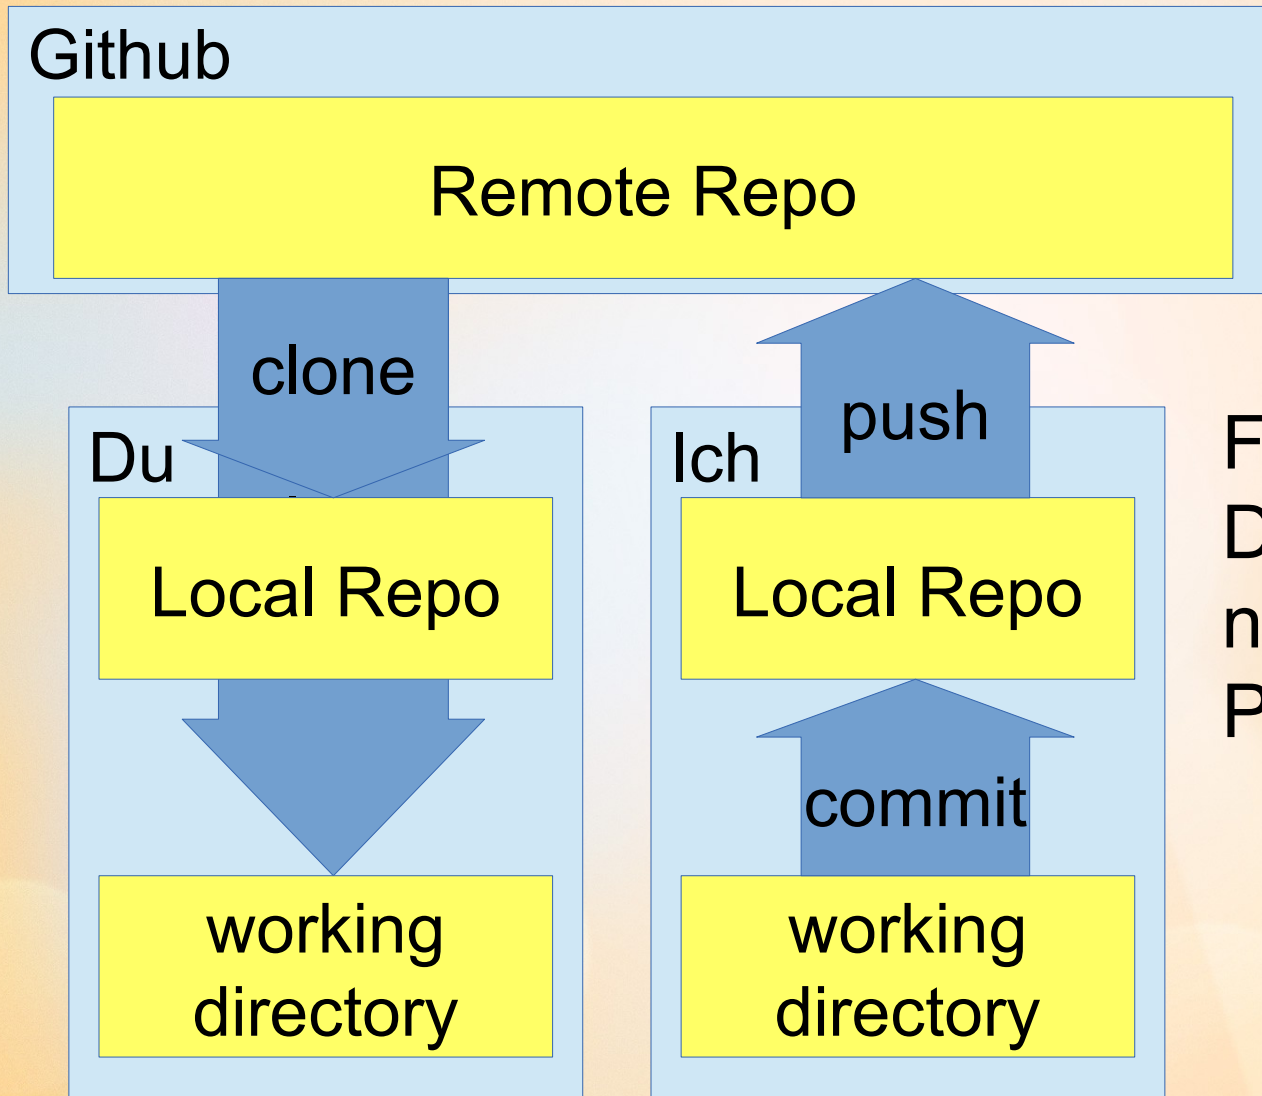 Github
Remote Repo
clone
push
Du
Ich
Local Repo
Local Repo
commit
working
directory
working
directory